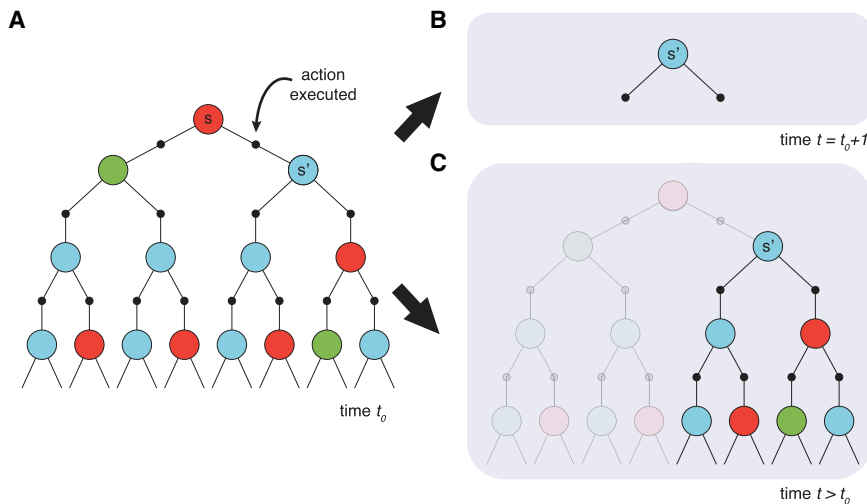 A
action
executed
s
s'
time t0
B
s'
time t = t0+1
C
s'
time t > t0